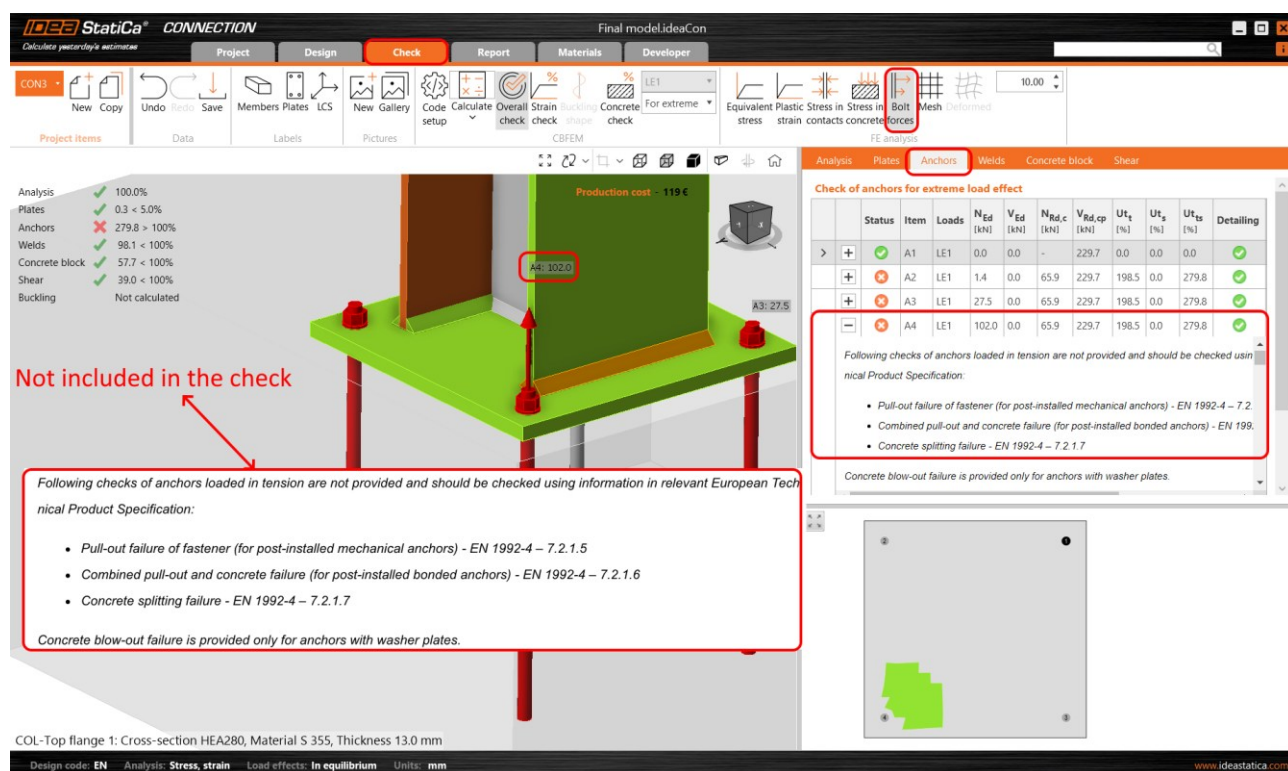 IDEA StatiCa® CONNECTION
Calculate yesterday's estimates
Final model.ideaCon
Project Design Check Report Materials Developer
CON3 New Copy Undo Redo Save Members Plates LCS New Gallery Code setup Calculate Overall check Strain check Buckling shape Concrete check LE1 For extreme Equivalent stress Plastic strain Stress in contacts Stress in concrete Bolt forces Mesh Deformed 10.00
Project items Data Labels Pictures CBFEM FE analysis
Analysis 100.0%
Plates 0.3 < 5.0%
Anchors 279.8 > 100%
Welds 98.1 < 100%
Concrete block 57.7 < 100%
Shear 39.0 < 100%
Buckling Not calculated
Production cost - 119 €
A4: 102.0
A3: 27.5
Not included in the check
Following checks of anchors loaded in tension are not provided and should be checked using information in relevant European Tech
nical Product Specification:
• Pull-out failure of fastener (for post-installed mechanical anchors) - EN 1992-4 – 7.2.1.5
• Combined pull-out and concrete failure (for post-installed bonded anchors) - EN 1992-4 – 7.2.1.6
• Concrete splitting failure - EN 1992-4 – 7.2.1.7
Concrete blow-out failure is provided only for anchors with washer plates.
COL-Top flange 1: Cross-section HEA280, Material S 355, Thickness 13.0 mm
Analysis Plates Anchors Welds Concrete block Shear
Check of anchors for extreme load effect
Status Item Loads NEd [kN] VEd [kN] NRd,c [kN] VRd,cp [kN] Utt [%] Uts [%] Utts [%] Detailing
> + A1 LE1 0.0 0.0 - 229.7 0.0 0.0 0.0
+ A2 LE1 1.4 0.0 65.9 229.7 198.5 0.0 279.8
+ A3 LE1 27.5 0.0 65.9 229.7 198.5 0.0 279.8
− A4 LE1 102.0 0.0 65.9 229.7 198.5 0.0 279.8
Following checks of anchors loaded in tension are not provided and should be checked usin
nical Product Specification:
• Pull-out failure of fastener (for post-installed mechanical anchors) - EN 1992-4 – 7.2.
• Combined pull-out and concrete failure (for post-installed bonded anchors) - EN 199.
• Concrete splitting failure - EN 1992-4 – 7.2.1.7
Concrete blow-out failure is provided only for anchors with washer plates.
2 1
4 3
Design code: EN Analysis: Stress, strain Load effects: In equilibrium Units: mm
www.ideastatica.com